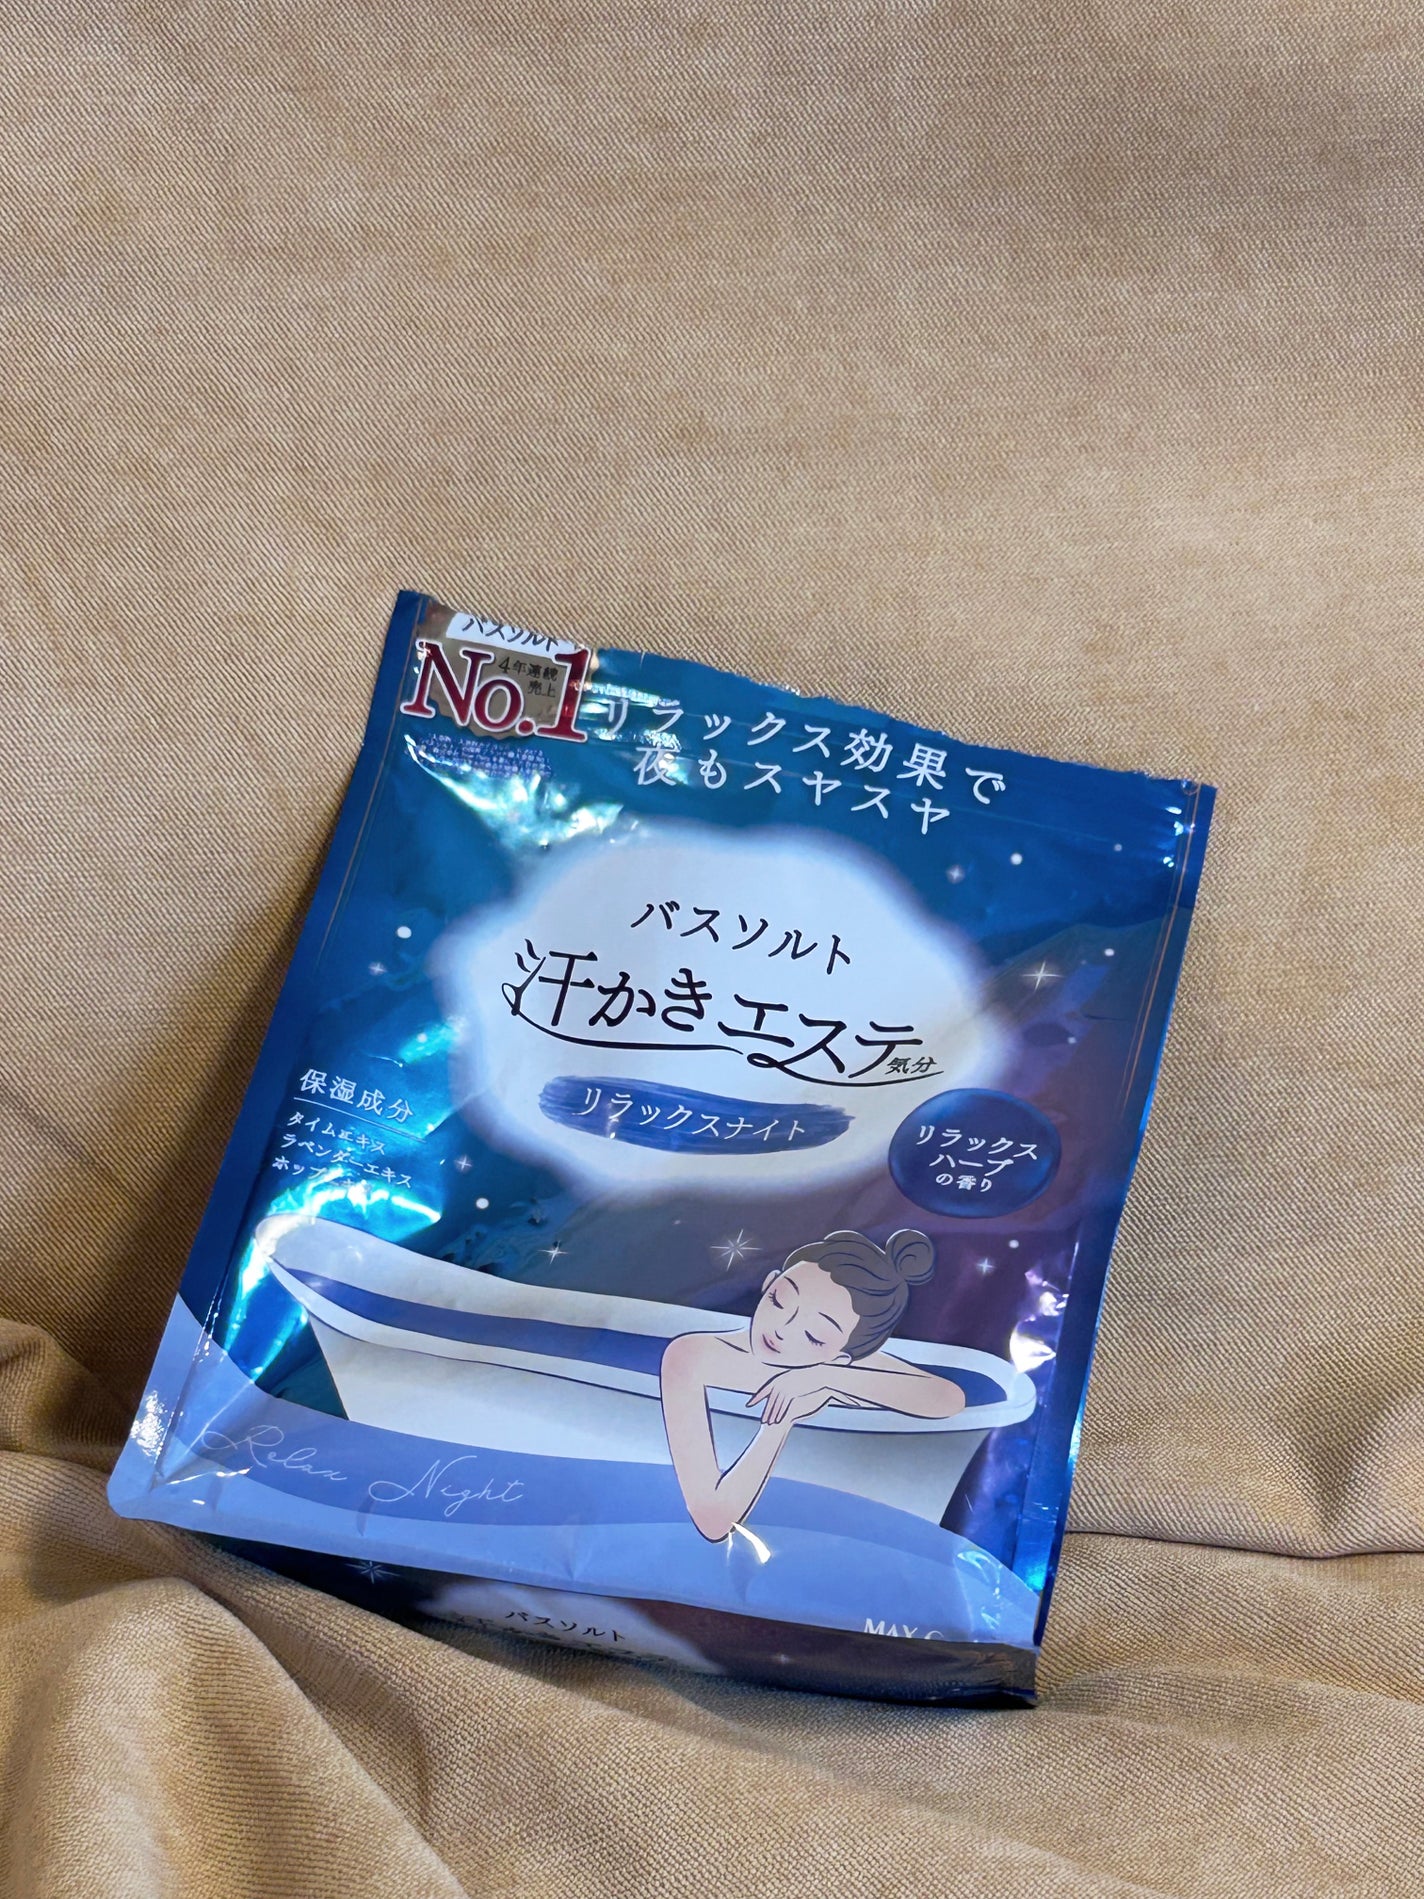 バスソルト
No.1
4年連続
売上
リラックス効果で
夜もスヤスヤ
バスソルト
汗かきエステ
気分
リラックスナイト
リラックス
ハーブ
の香り
保湿成分
タイムエキス
ラベンダーエキス
ホップ
Relax Night
MAX
バスソルト